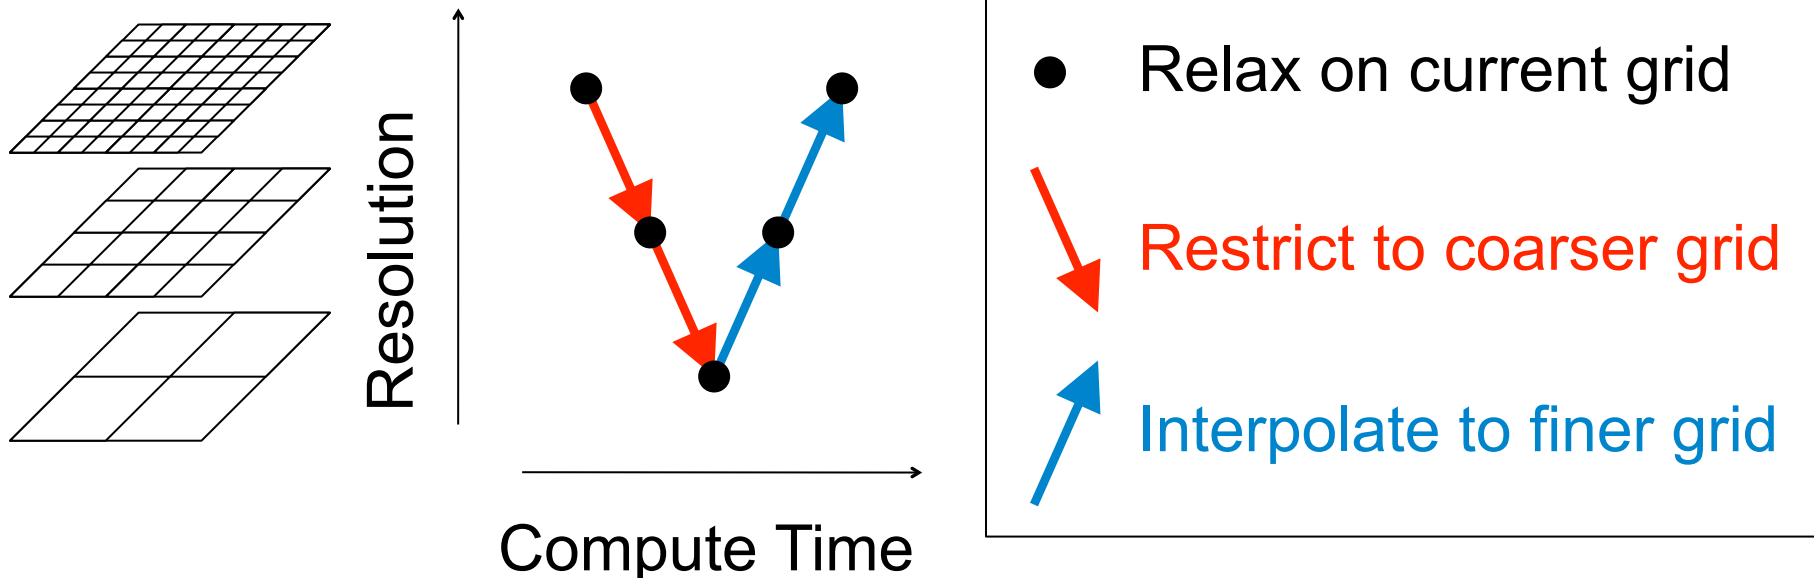 Resolution
Compute Time
Relax on current grid
Restrict to coarser grid
Interpolate to finer grid